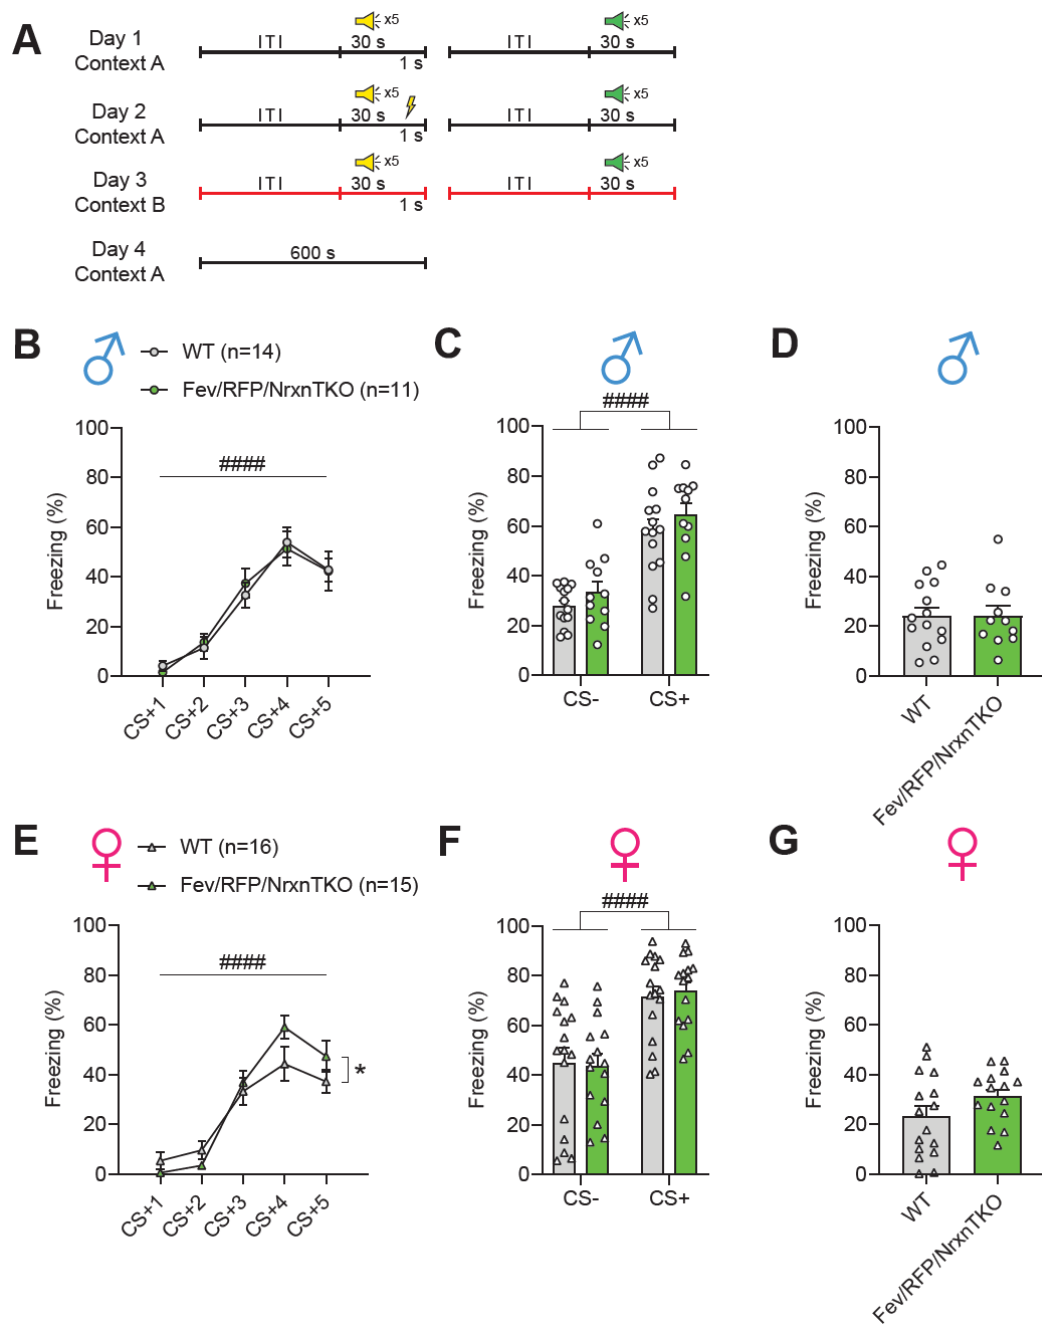 A
Day 1
Context A
ITI
x5
30 s
1 s
ITI
x5
30 s
Day 2
Context A
ITI
x5
30 s
1 s
ITI
x5
30 s
Day 3
Context B
ITI
x5
30 s
1 s
ITI
x5
30 s
Day 4
Context A
600 s
B
WT (n=14)
Fev/RFP/NrxnTKO (n=11)
Freezing (%)
100
80
60
40
20
0
####
CS+1
CS+2
CS+3
CS+4
CS+5
C
####
Freezing (%)
100
80
60
40
20
0
CS-
CS+
D
Freezing (%)
100
80
60
40
20
0
WT
Fev/RFP/NrxnTKO
E
WT (n=16)
Fev/RFP/NrxnTKO (n=15)
Freezing (%)
100
80
60
40
20
0
####
*
CS+1
CS+2
CS+3
CS+4
CS+5
F
####
Freezing (%)
100
80
60
40
20
0
CS-
CS+
G
Freezing (%)
100
80
60
40
20
0
WT
Fev/RFP/NrxnTKO